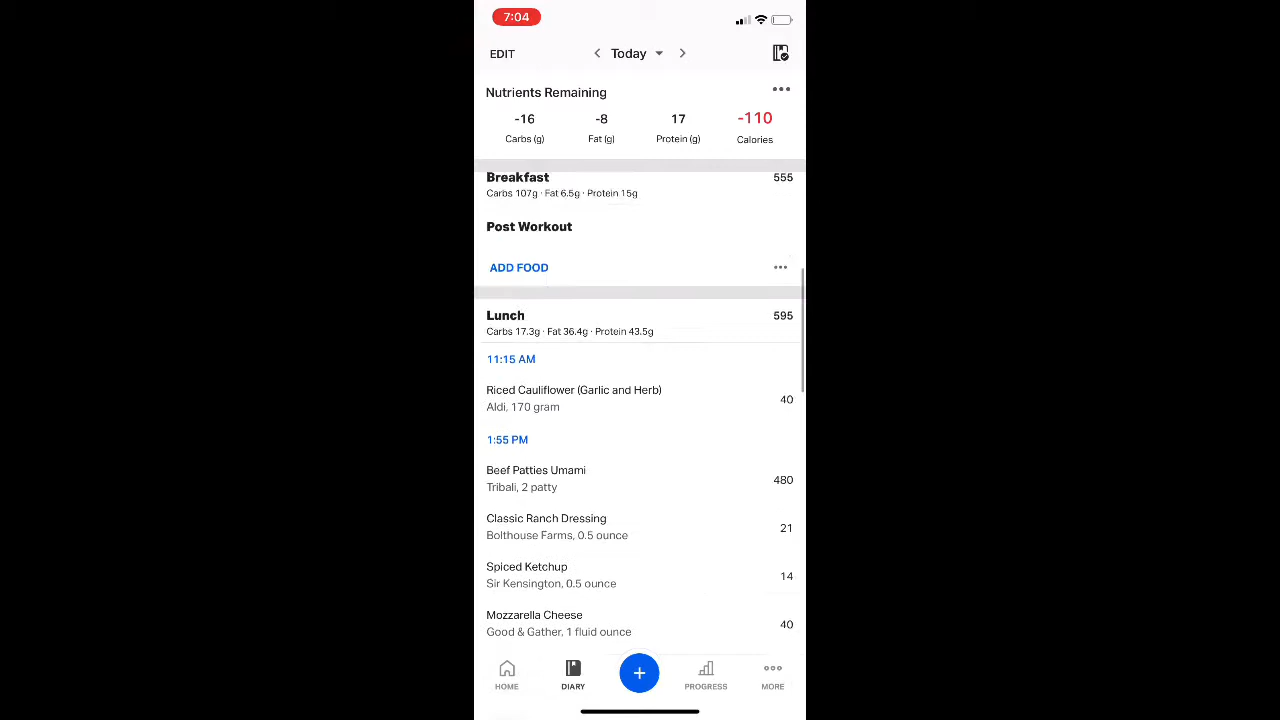 7:04
EDIT Today
Nutrients Remaining
-16 -8 17 -110
Carbs (g) Fat (g) Protein (g) Calories
Breakfast 555
Carbs 107g · Fat 6.5g · Protein 15g
Post Workout
ADD FOOD
Lunch 595
Carbs 17.3g · Fat 36.4g · Protein 43.5g
11:15 AM
Riced Cauliflower (Garlic and Herb)
Aldi, 170 gram 40
1:55 PM
Beef Patties Umami
Tribali, 2 patty 480
Classic Ranch Dressing
Bolthouse Farms, 0.5 ounce 21
Spiced Ketchup
Sir Kensington, 0.5 ounce 14
Mozzarella Cheese
Good & Gather, 1 fluid ounce 40
HOME DIARY + PROGRESS MORE